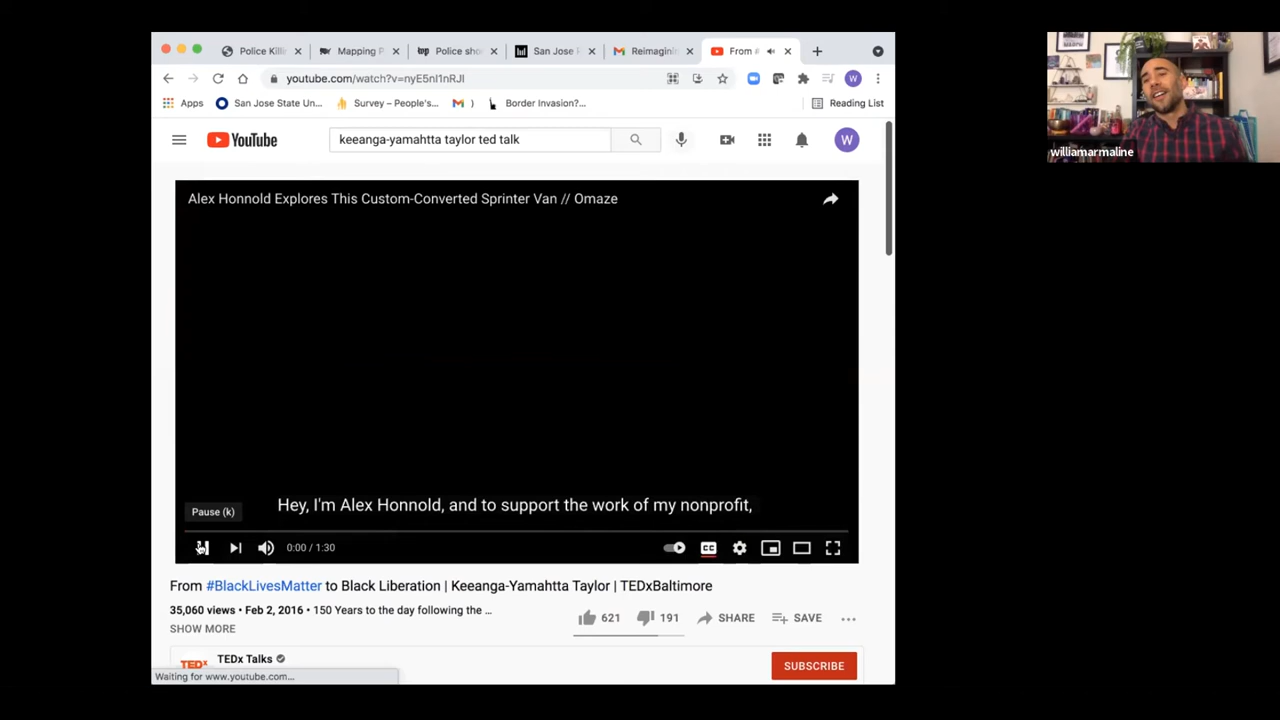 Police Killi
Mapping P
Police sho
San Jose
Reimagini
From #
youtube.com/watch?v=nyE5nI1nRJI
Apps
San Jose State Un...
Survey – People's...
)
Border Invasion?...
Reading List
YouTube
keeanga-yamahtta taylor ted talk
W
williamarmaline
Alex Honnold Explores This Custom-Converted Sprinter Van // Omaze
Hey, I'm Alex Honnold, and to support the work of my nonprofit,
Pause (k)
0:00 / 1:30
CC
From #BlackLivesMatter to Black Liberation | Keeanga-Yamahtta Taylor | TEDxBaltimore
35,060 views • Feb 2, 2016 • 150 Years to the day following the ...
621
191
SHARE
SAVE
SHOW MORE
TEDx
TEDx Talks
SUBSCRIBE
Waiting for www.youtube.com...